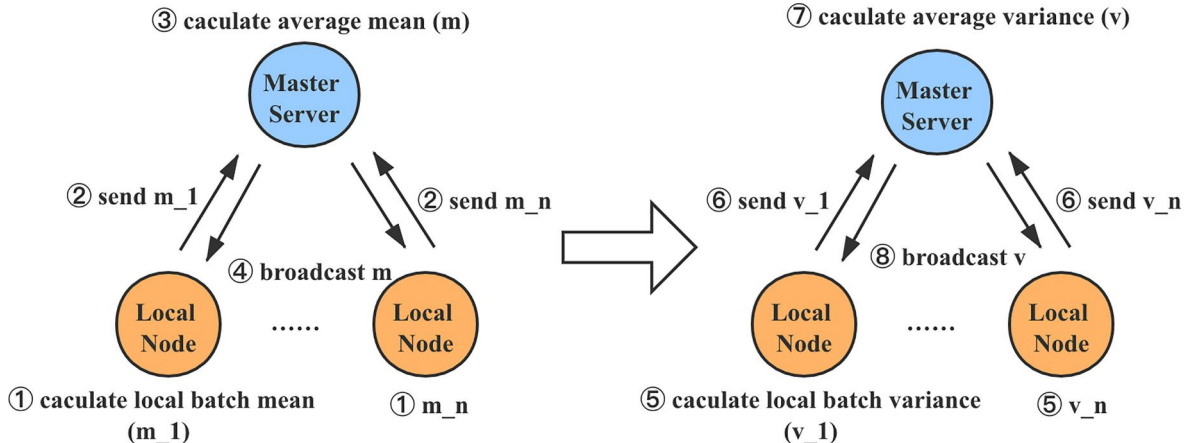 ③ caculate average mean (m)
Master
Server
② send m_1
② send m_n
④ broadcast m
Local
Node
......
Local
Node
① caculate local batch mean
(m_1)
① m_n
⑦ caculate average variance (v)
Master
Server
⑥ send v_1
⑥ send v_n
⑧ broadcast v
Local
Node
......
Local
Node
⑤ caculate local batch variance
(v_1)
⑤ v_n